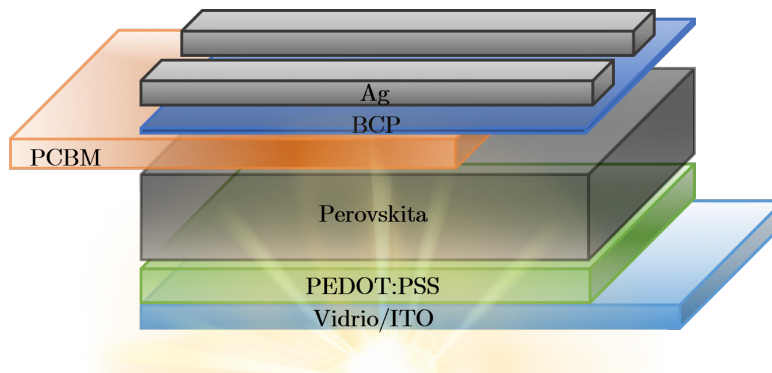 Ag
BCP
PCBM
Perovskita
PEDOT:PSS
Vidrio/ITO